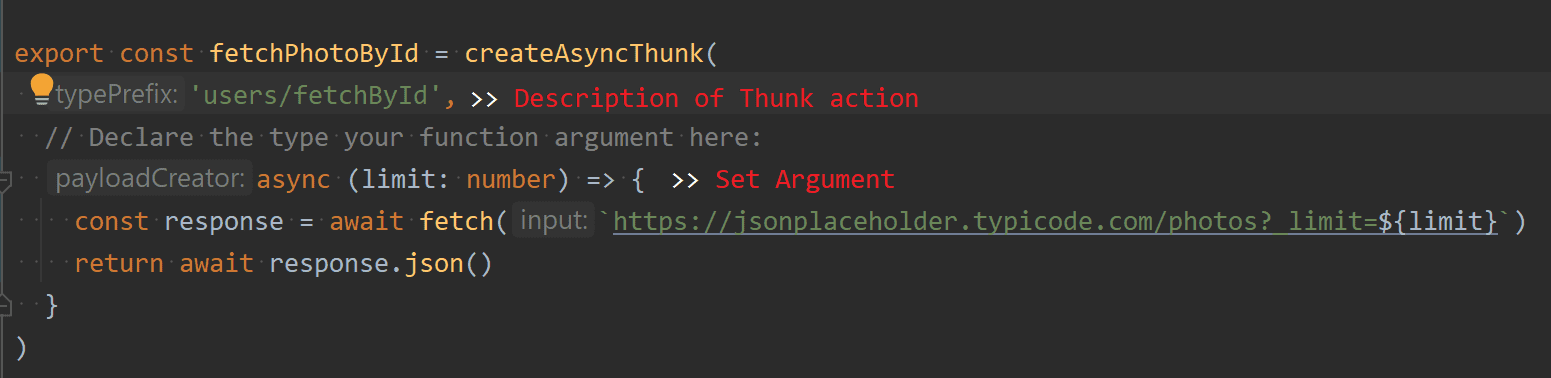 export const fetchPhotoById = createAsyncThunk(
typePrefix: 'users/fetchById', >> Description of Thunk action
// Declare the type your function argument here:
payloadCreator: async (limit: number) => { >> Set Argument
const response = await fetch( input: `https://jsonplaceholder.typicode.com/photos?_limit=${limit}`)
return await response.json()
}
)